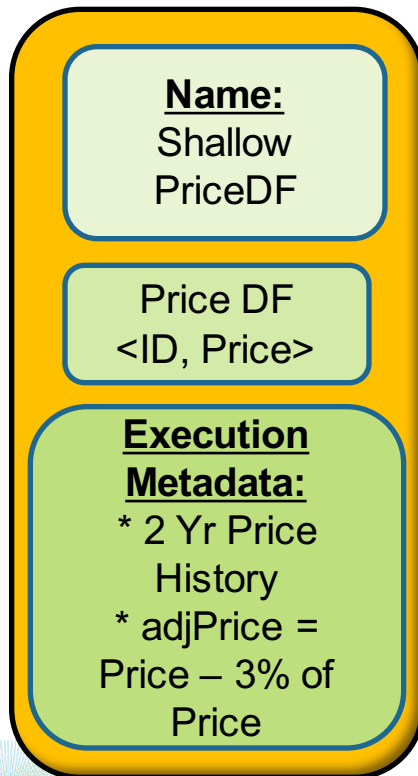 Name:
Shallow
PriceDF
Price DF
<ID, Price>
Execution
Metadata:
* 2 Yr Price
History
* adjPrice =
Price – 3% of
Price